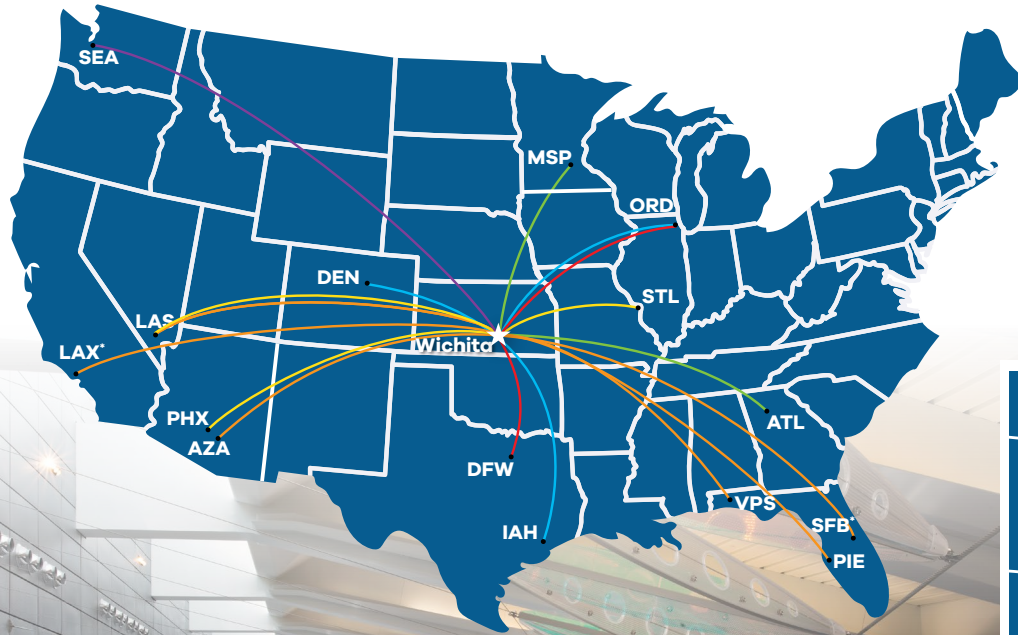 SEA
MSP
ORD
DEN
STL
LAS
Wichita
LAX*
PHX
ATL
AZA
DFW
VPS
SFB*
IAH
PIE